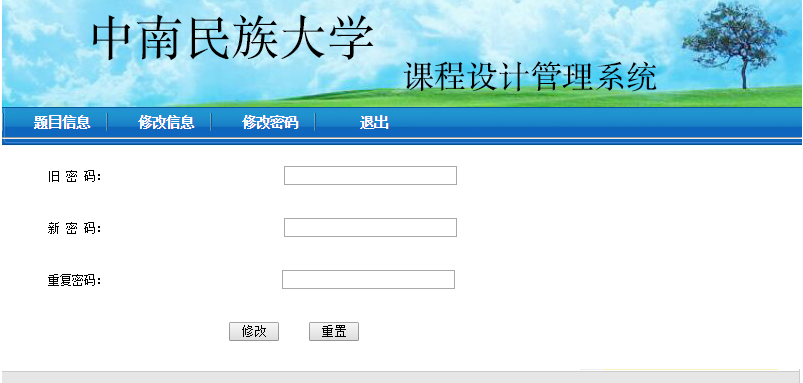 中南民族大学
课程设计管理系统
题目信息 修改信息 修改密码 退出
旧 密 码：
新 密 码：
重复密码：
修改 重置